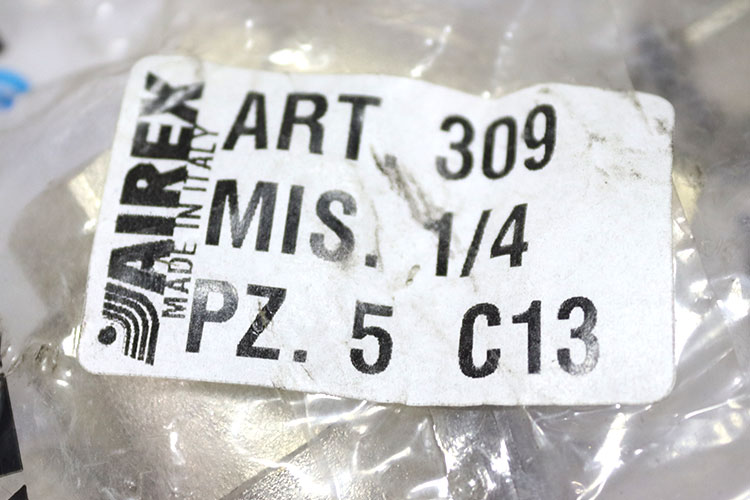 AIREX
MADE IN ITALY
ART. 309
MIS. 1/4
PZ. 5 C13